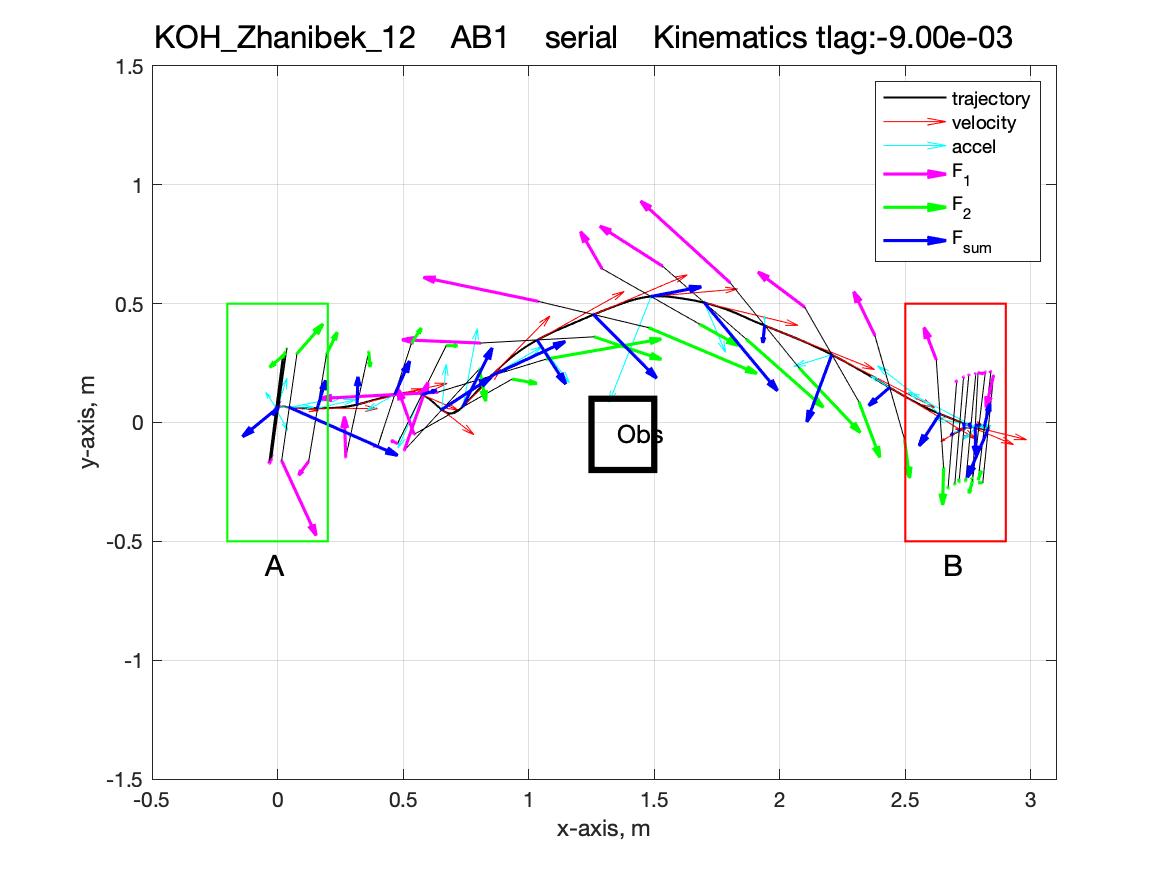 KOH_Zhanibek_12 AB1 serial Kinematics tlag:-9.00e-03
1.5
1
0.5
0
-0.5
-1
-1.5
y-axis, m
trajectory
velocity
accel
F1
F2
Fsum
Obs
A
B
-0.5 0 0.5 1 1.5 2 2.5 3
x-axis, m